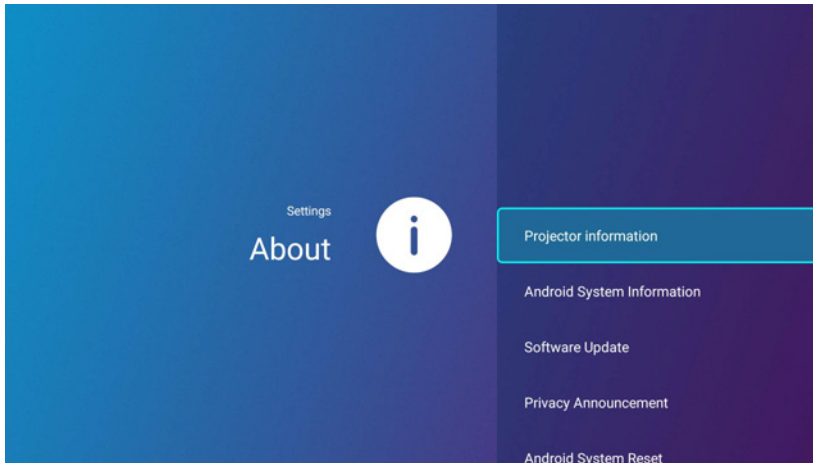 Settings
About
Projector information
Android System Information
Software Update
Privacy Announcement
Android System Reset